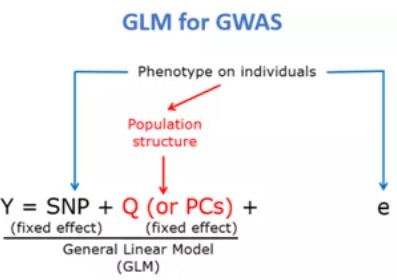 GLM for GWAS
Phenotype on individuals
Population
structure
Y = SNP + Q (or PCs) + e
(fixed effect) (fixed effect)
General Linear Model
(GLM)